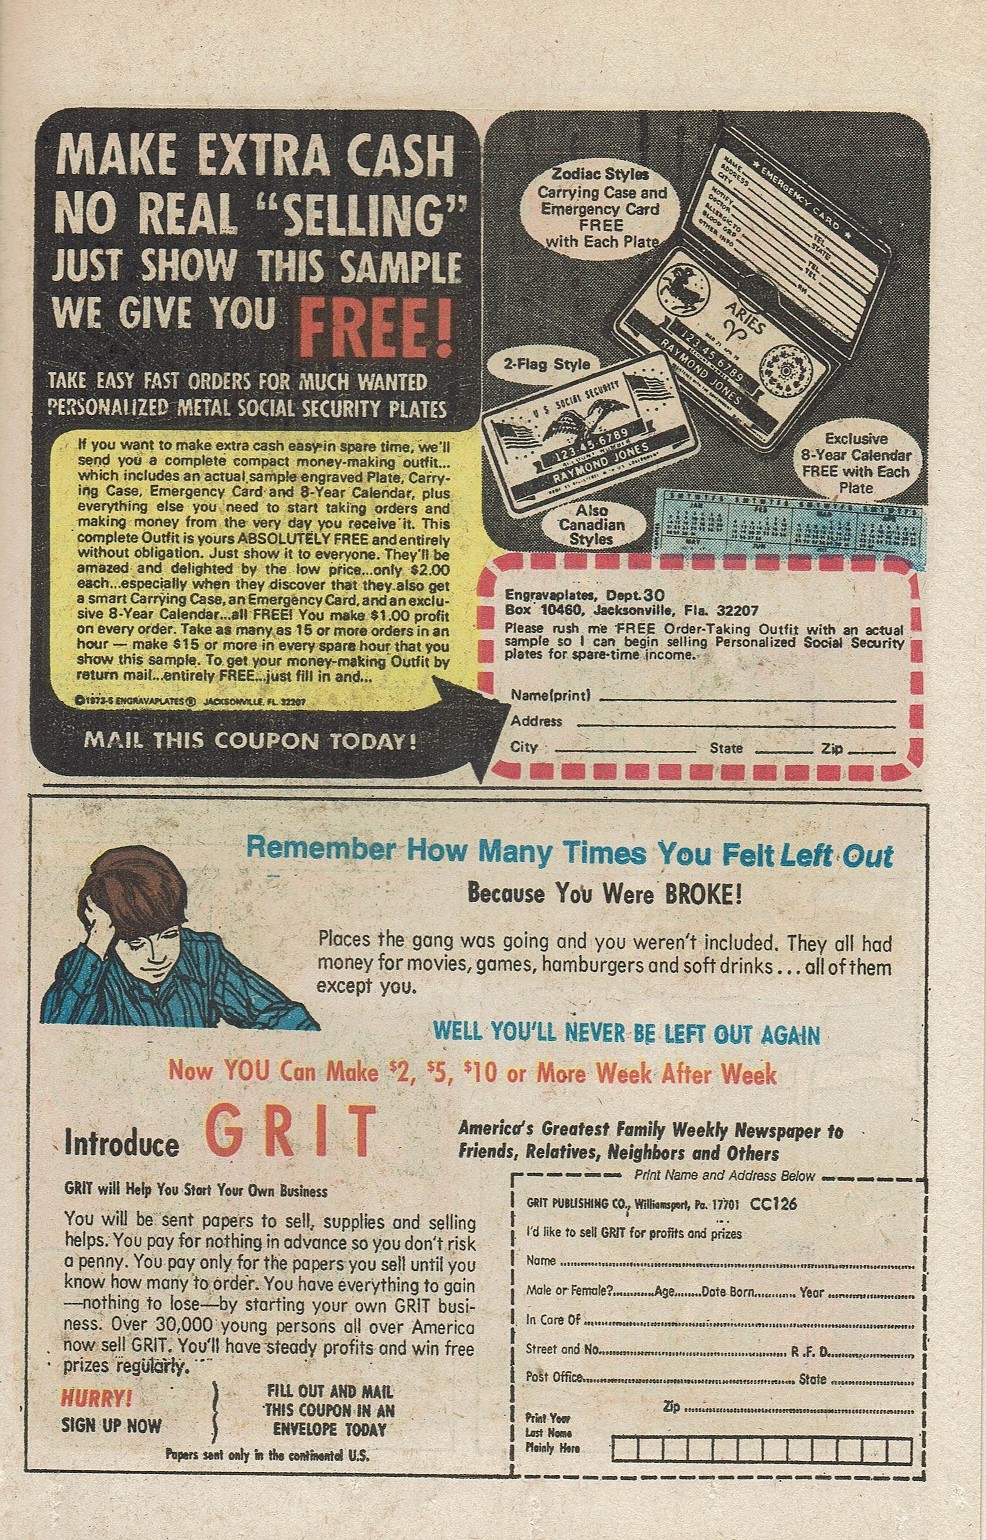 MAKE EXTRA CASH
NO REAL “SELLING”
JUST SHOW THIS SAMPLE
WE GIVE YOU FREE!
TAKE EASY FAST ORDERS FOR MUCH WANTED
PERSONALIZED METAL SOCIAL SECURITY PLATES
If you want to make extra cash easy in spare time, we'll
send you a complete compact money-making outfit...
which includes an actual sample engraved Plate, Carry-
ing Case, Emergency Card and 8-Year Calendar, plus
everything else you need to start taking orders and
making money from the very day you receive it. This
complete Outfit is yours ABSOLUTELY FREE and entirely
without obligation. Just show it to everyone. They'll be
amazed and delighted by the low price...only $2.00
each...especially when they discover that they also get
a smart Carrying Case, an Emergency Card, and an exclu-
sive 8-Year Calendar...all FREE! You make $1.00 profit
on every order. Take as many as 15 or more orders in an
hour — make $15 or more in every spare hour that you
show this sample. To get your money-making Outfit by
return mail...entirely FREE...just fill in and...
©1973-5 ENGRAVAPLATES® JACKSONVILLE, FL. 32207
MAIL THIS COUPON TODAY!
Zodiac Styles
Carrying Case and
Emergency Card
FREE
with Each Plate
★ EMERGENCY CARD ★
NAME
ADDRESS
CITY
STATE
NOTIFY
TEL.
DOCTOR
TEL.
ALLERGIC TO
BLOOD GRP.
RH
OTHER INFO
ARIES
123-45-6789
RAYMOND JONES
2-Flag Style
U S SOCIAL SECURITY
123-45-6789
RAYMOND JONES
Also
Canadian
Styles
Exclusive
8-Year Calendar
FREE with Each
Plate
JAN FEB MAR APR
MAY JUN
Engravaplates, Dept.30
Box 10460, Jacksonville, Fla. 32207
Please rush me FREE Order-Taking Outfit with an actual
sample so I can begin selling Personalized Social Security
plates for spare-time income.
Name(print)
Address
City State Zip
Remember How Many Times You Felt Left Out
Because You Were BROKE!
Places the gang was going and you weren't included. They all had
money for movies, games, hamburgers and soft drinks . . . all of them
except you.
WELL YOU'LL NEVER BE LEFT OUT AGAIN
Now YOU Can Make $2, $5, $10 or More Week After Week
Introduce GRIT
America's Greatest Family Weekly Newspaper to
Friends, Relatives, Neighbors and Others
GRIT will Help You Start Your Own Business
You will be sent papers to sell, supplies and selling
helps. You pay for nothing in advance so you don't risk
a penny. You pay only for the papers you sell until you
know how many to order. You have everything to gain
—nothing to lose—by starting your own GRIT busi-
ness. Over 30,000 young persons all over America
now sell GRIT. You'll have steady profits and win free
prizes regularly.
HURRY!
SIGN UP NOW
FILL OUT AND MAIL
THIS COUPON IN AN
ENVELOPE TODAY
Papers sent only in the continental U.S.
Print Name and Address Below
GRIT PUBLISHING CO., Williamsport, Pa. 17701 CC126
I'd like to sell GRIT for profits and prizes
Name
Male or Female? Age Date Born Year
In Care Of
Street and No. R.F.D.
Post Office State
Zip
Print Your
Last Name
Plainly Here